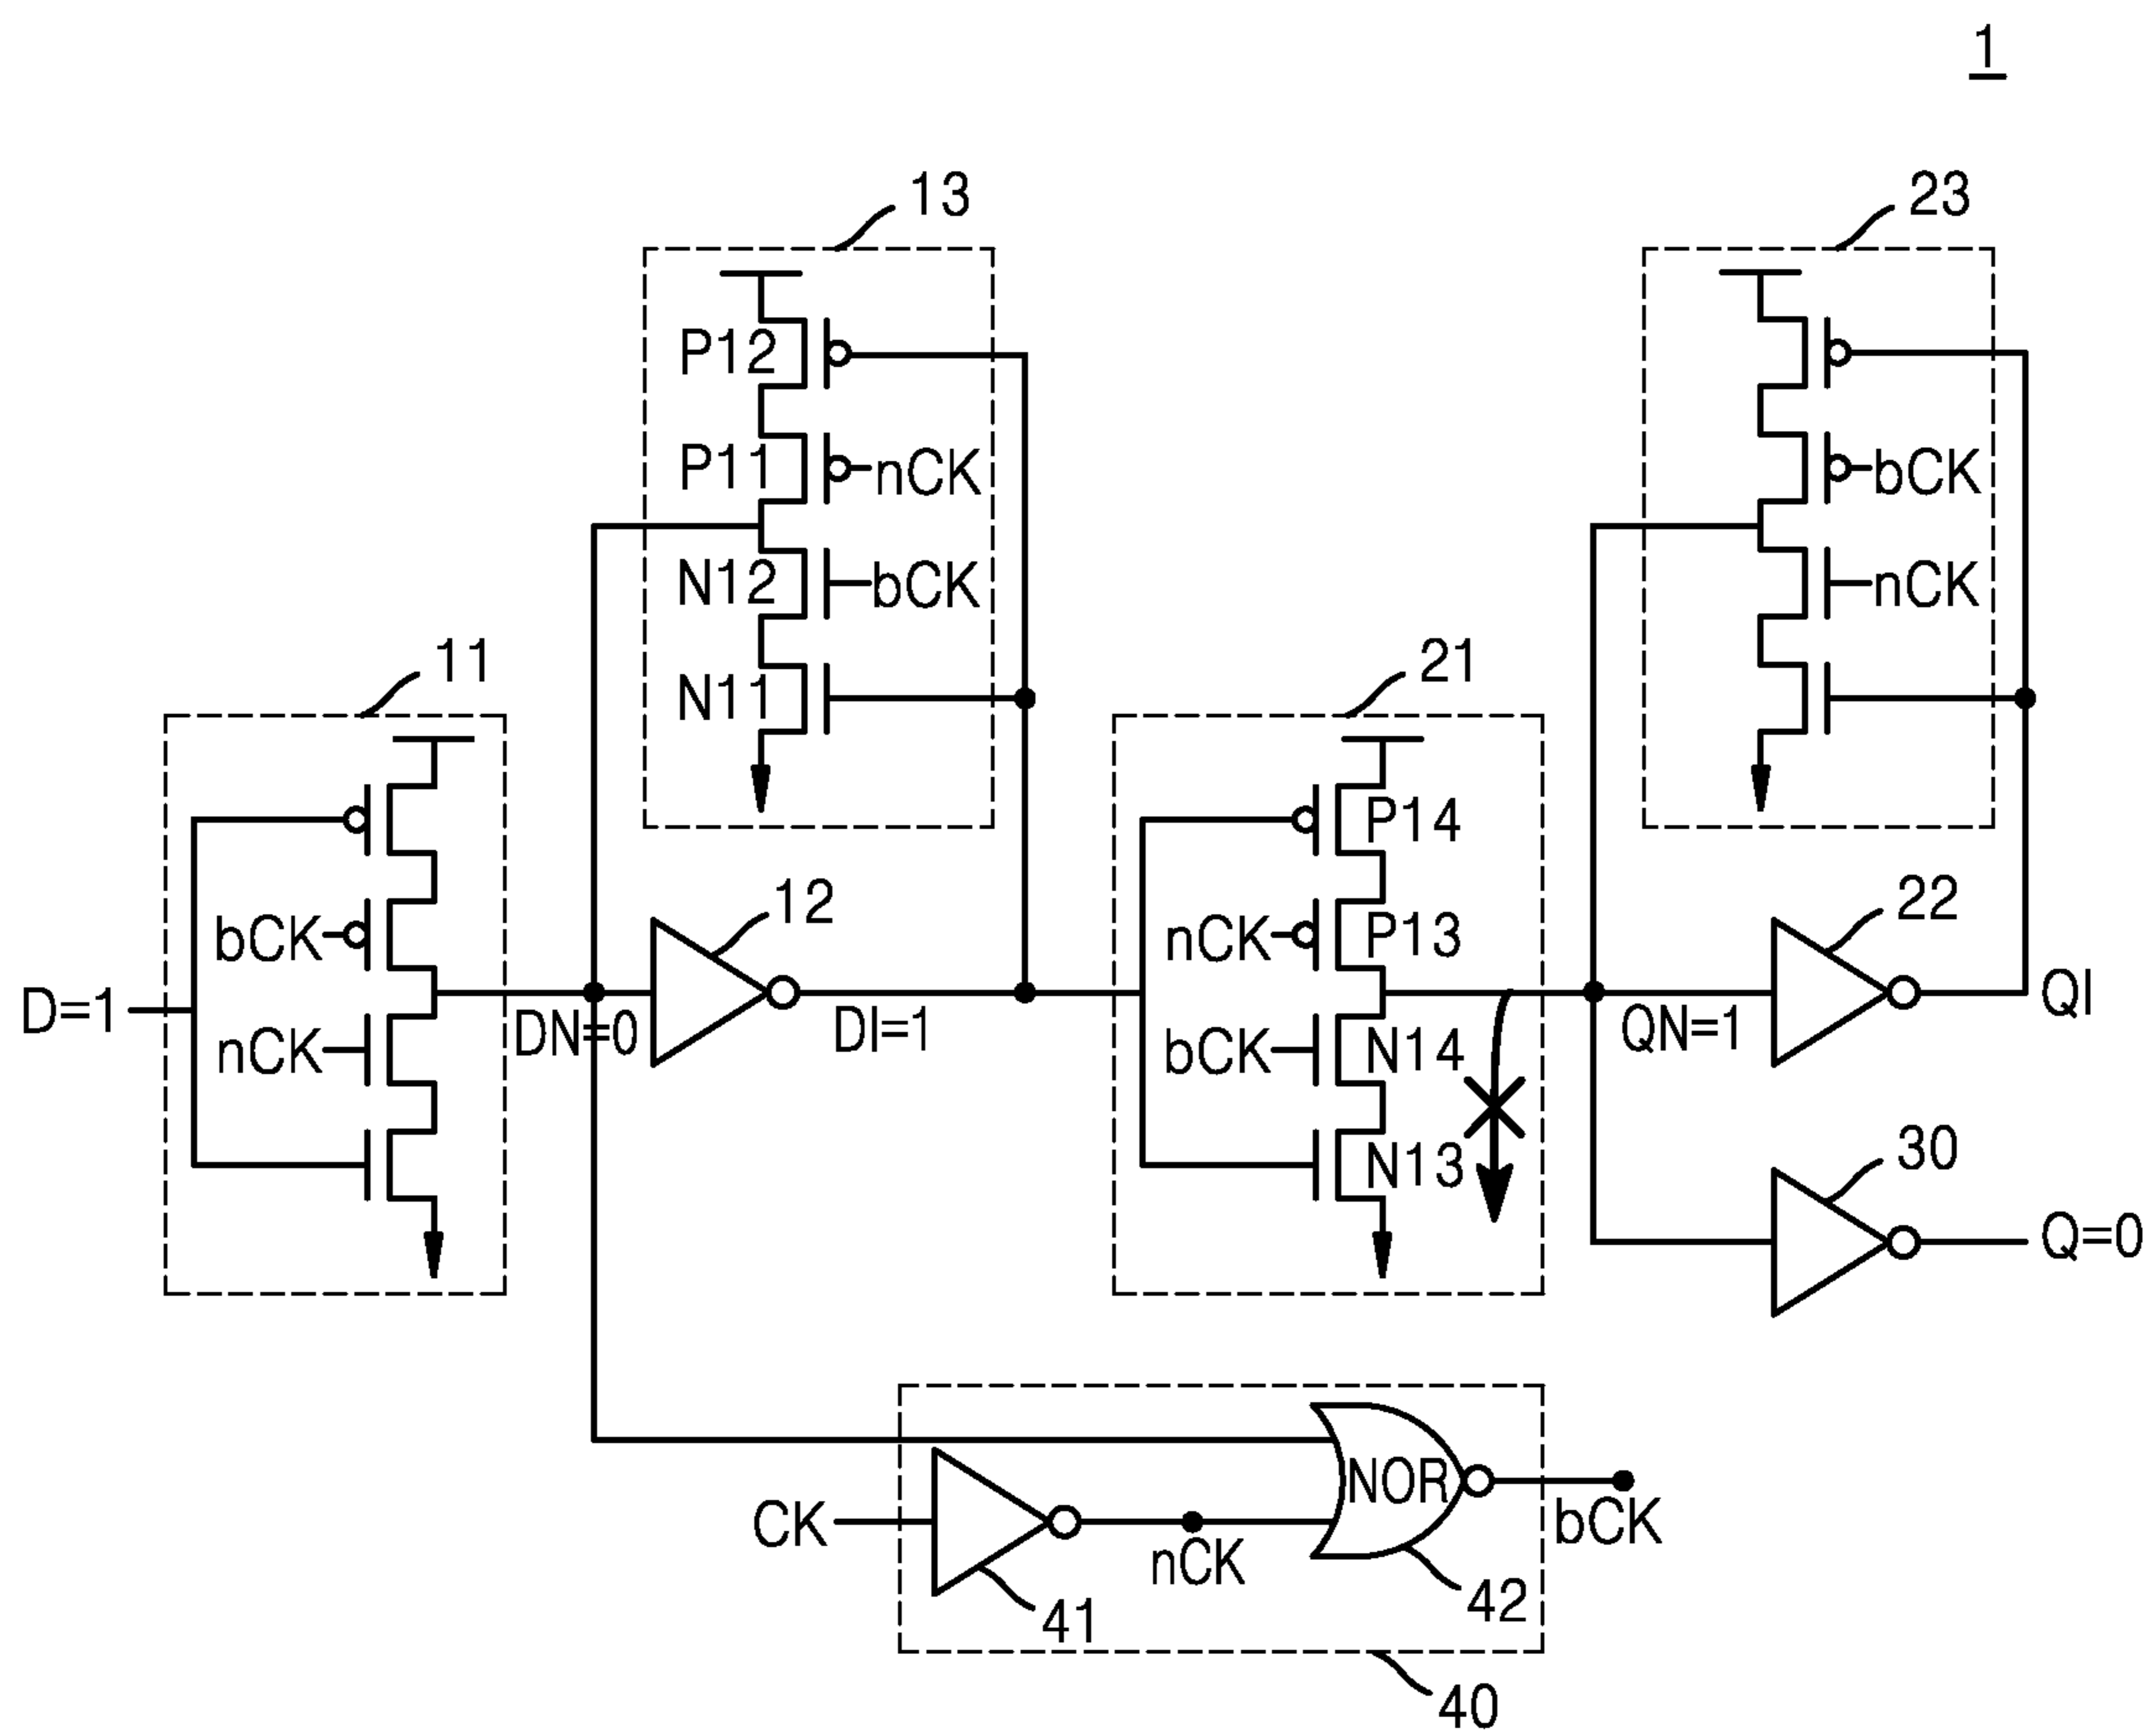 1
13
23
P12
P11
nCK
bCK
N12
bCK
nCK
N11
11
21
P14
12
22
bCK
nCK
P13
D=1
DN=0
DI=1
QN=1
QI
nCK
bCK
N14
N13
30
Q=0
NOR
CK
nCK
bCK
41
42
40